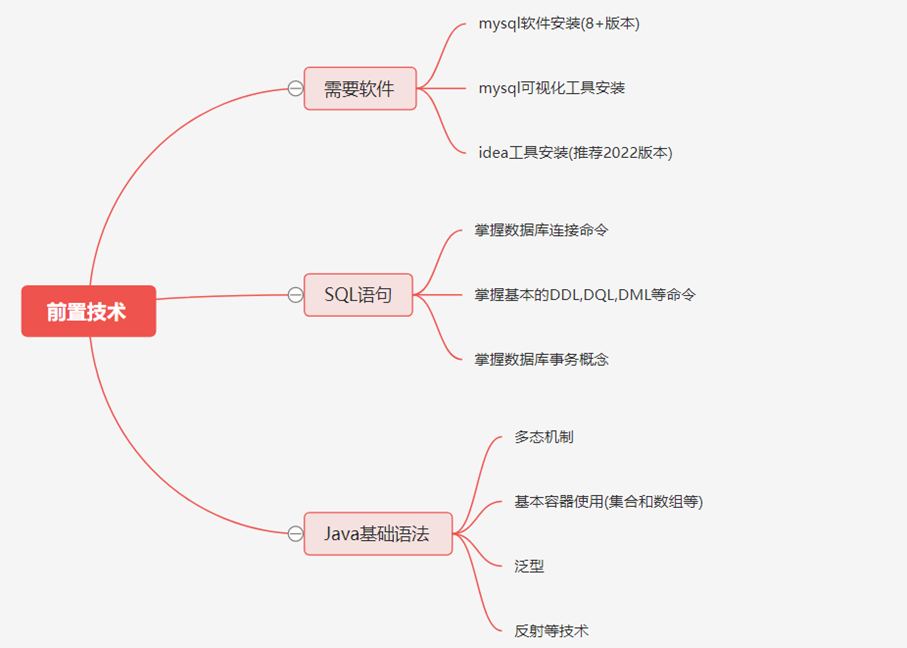 前置技术
需要软件
mysql软件安装(8+版本)
mysql可视化工具安装
idea工具安装(推荐2022版本)
SQL语句
掌握数据库连接命令
掌握基本的DDL,DQL,DML等命令
掌握数据库事务概念
Java基础语法
多态机制
基本容器使用(集合和数组等)
泛型
反射等技术